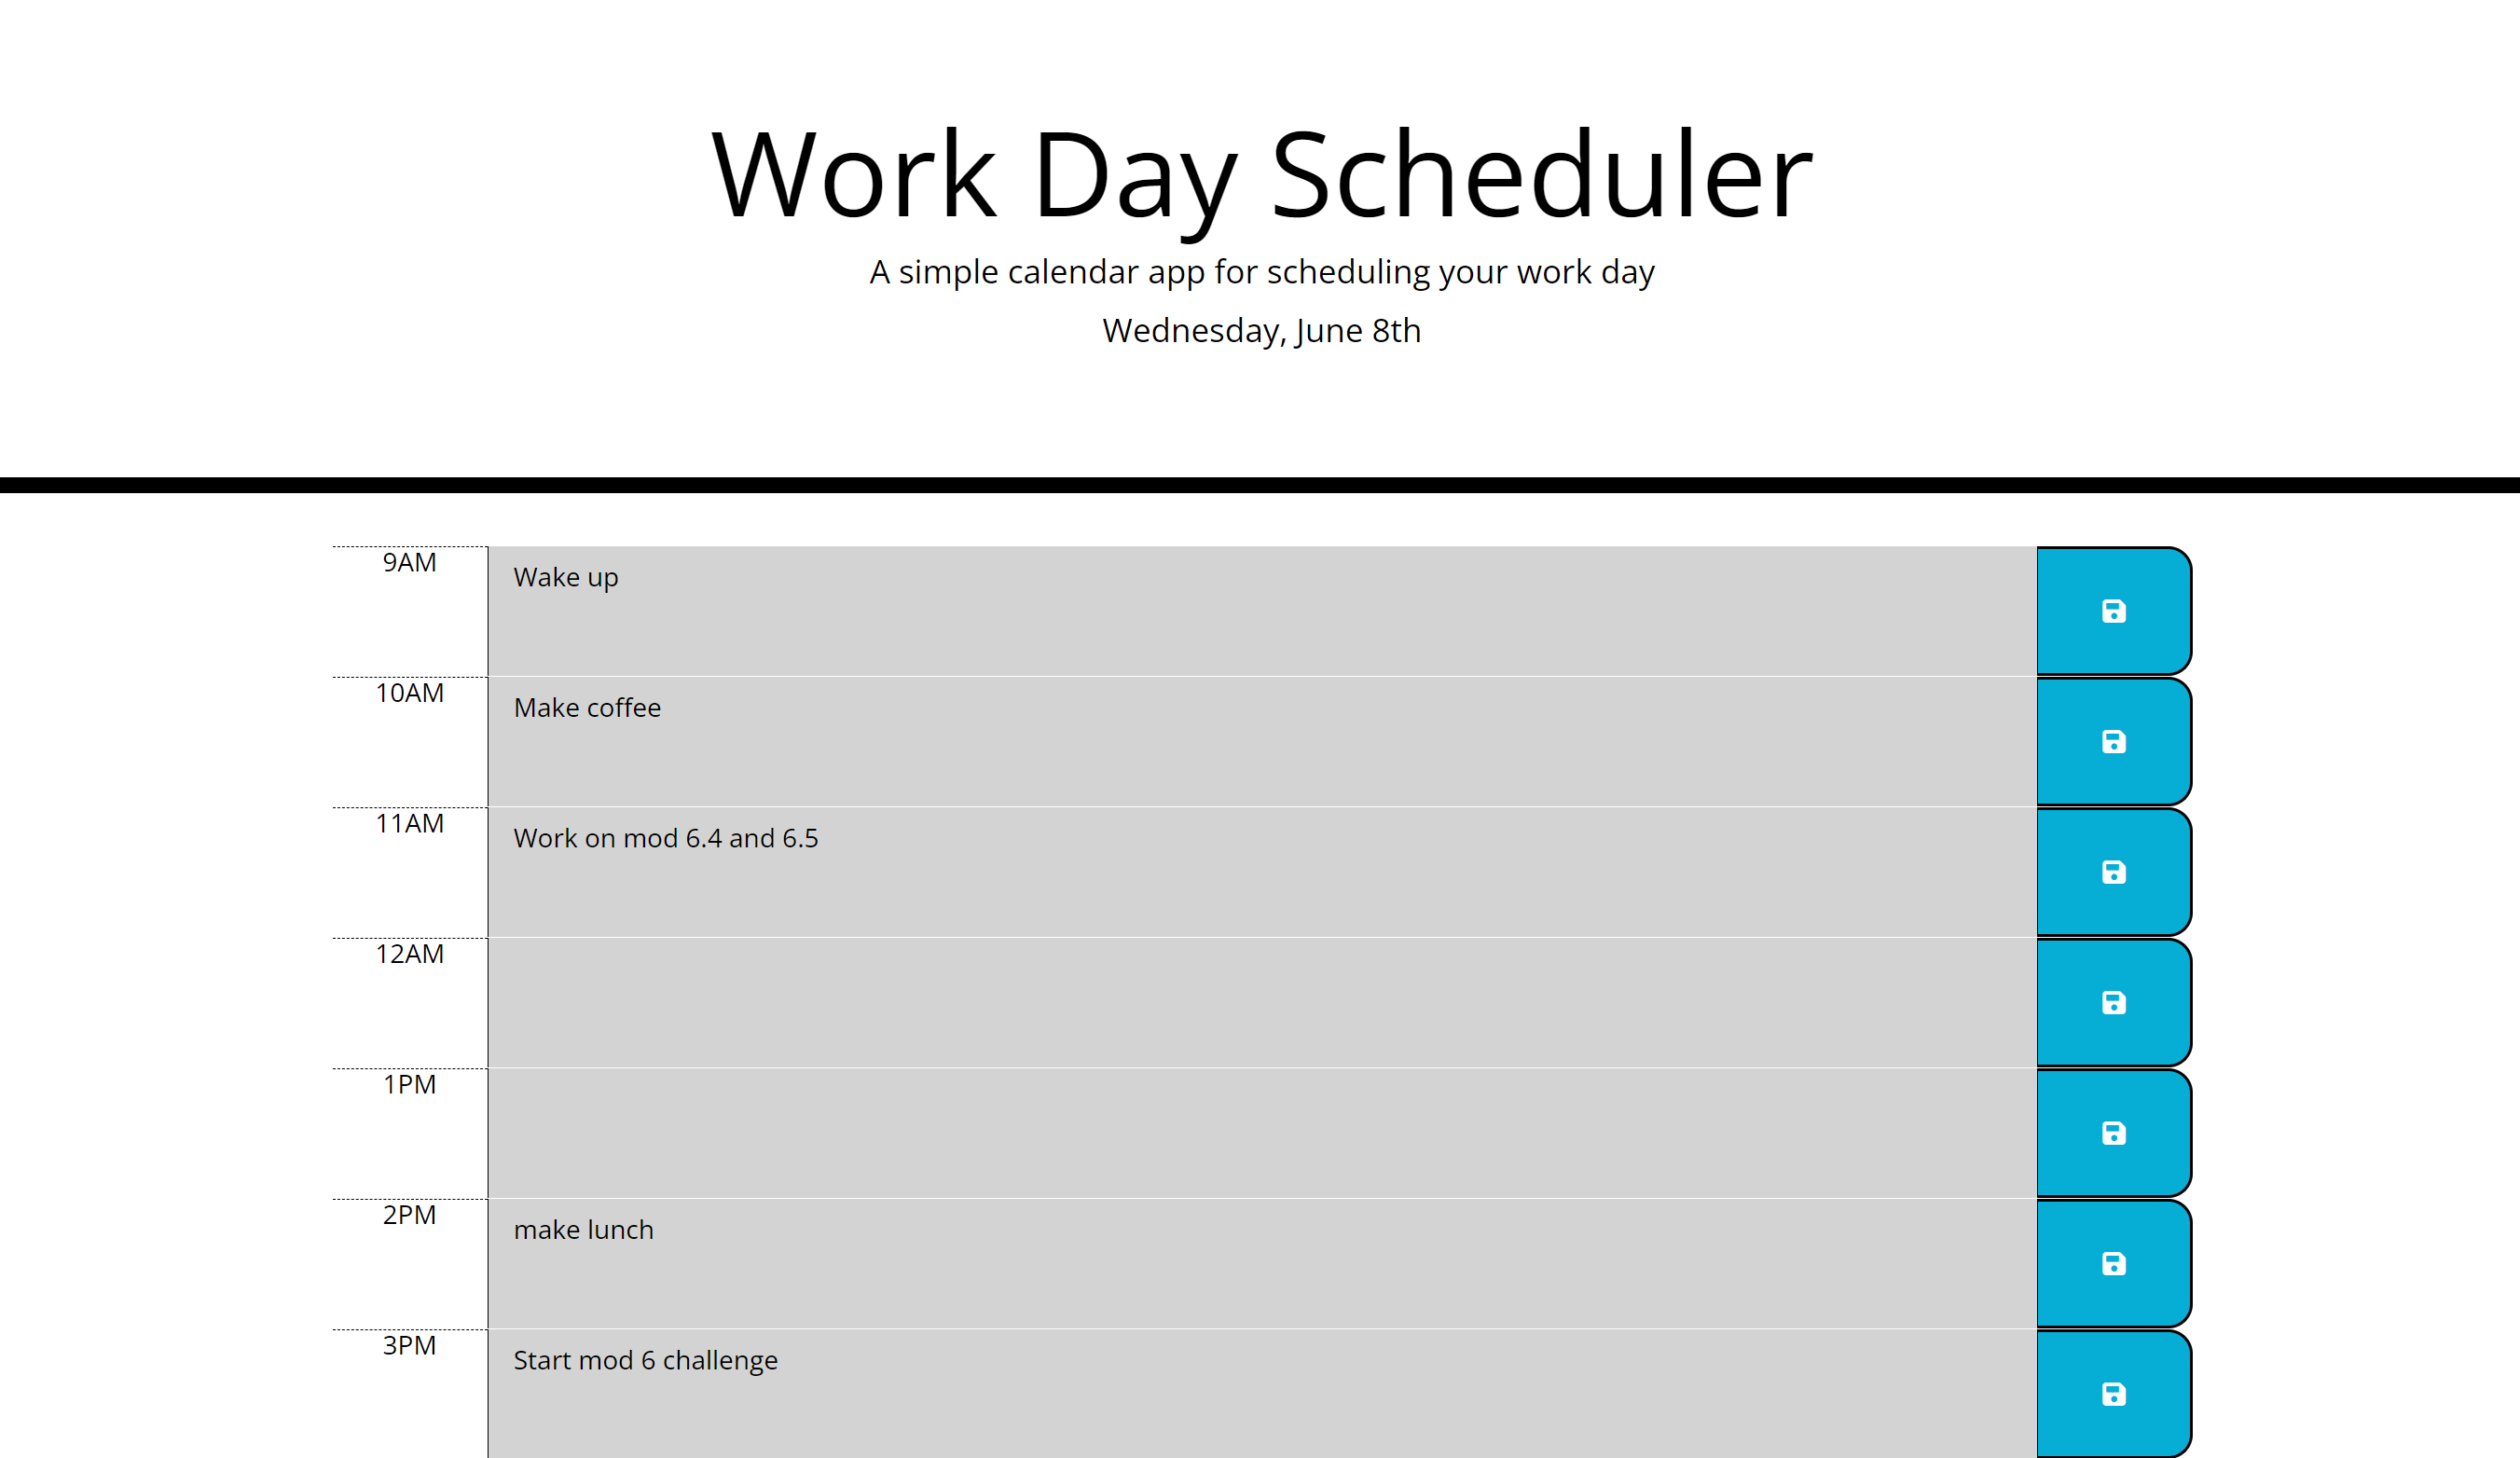 Work Day Scheduler
A simple calendar app for scheduling your work day
Wednesday, June 8th
9AM
Wake up
10AM
Make coffee
11AM
Work on mod 6.4 and 6.5
12AM
1PM
2PM
make lunch
3PM
Start mod 6 challenge